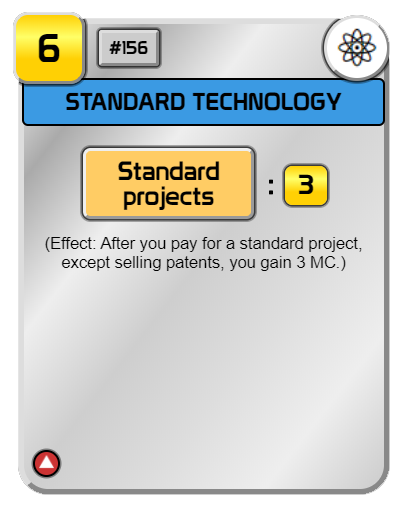 6
#156
STANDARD TECHNOLOGY
Standard
projects
: 3
(Effect: After you pay for a standard project,
except selling patents, you gain 3 MC.)